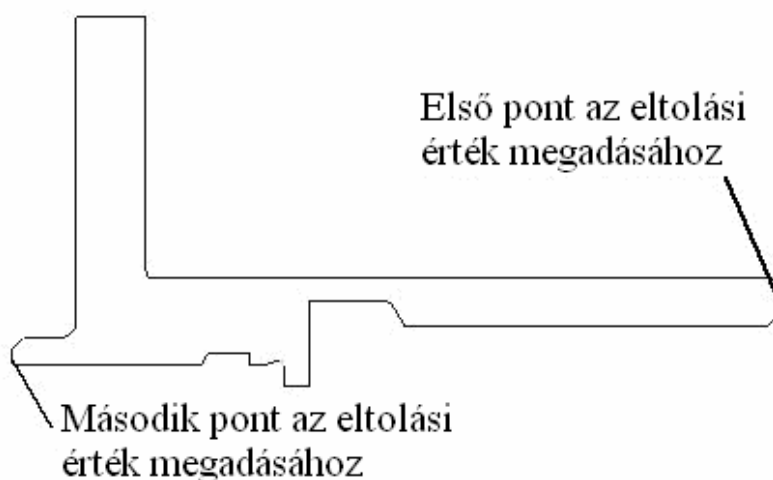 Első pont az eltolási
érték megadásához
Második pont az eltolási
érték megadásához